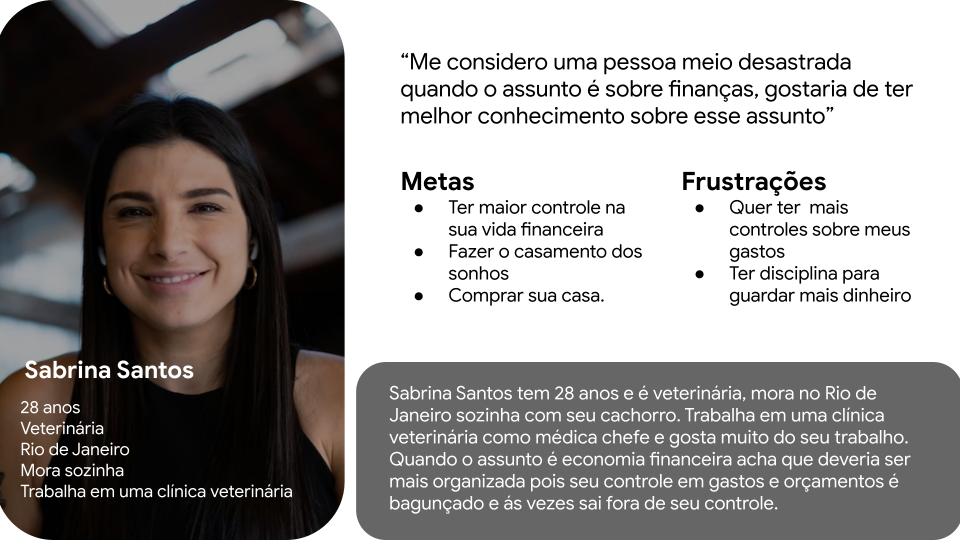 “Me considero uma pessoa meio desastrada
quando o assunto é sobre finanças, gostaria de ter
melhor conhecimento sobre esse assunto”
Metas
● Ter maior controle na
sua vida financeira
● Fazer o casamento dos
sonhos
● Comprar sua casa.
Frustrações
● Quer ter  mais
controles sobre meus
gastos
● Ter disciplina para
guardar mais dinheiro
Sabrina Santos
28 anos
Veterinária
Rio de Janeiro
Mora sozinha
Trabalha em uma clínica veterinária
Sabrina Santos tem 28 anos e é veterinária, mora no Rio de
Janeiro sozinha com seu cachorro. Trabalha em uma clínica
veterinária como médica chefe e gosta muito do seu trabalho.
Quando o assunto é economia financeira acha que deveria ser
mais organizada pois seu controle em gastos e orçamentos é
bagunçado e ás vezes sai fora de seu controle.